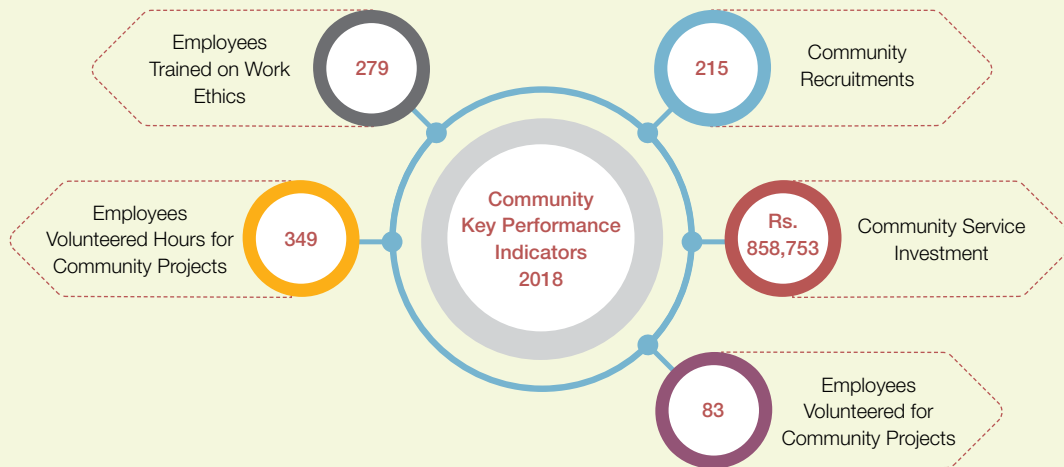 Employees
Trained on Work
Ethics
279
215
Community
Recruitments
Employees
Volunteered Hours for
Community Projects
349
Community
Key Performance
Indicators
2018
Rs.
858,753
Community Service
Investment
83
Employees
Volunteered for
Community Projects